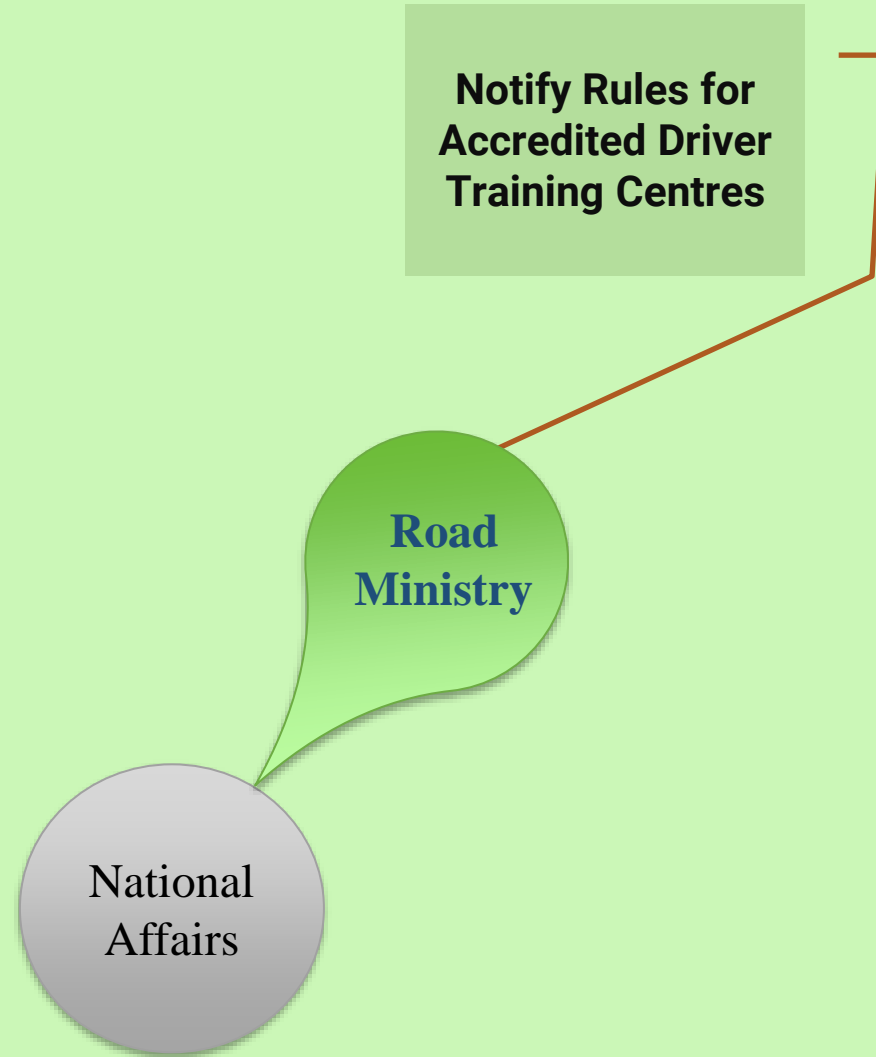 Notify Rules for
Accredited Driver
Training Centres
Road
Ministry
National
Affairs